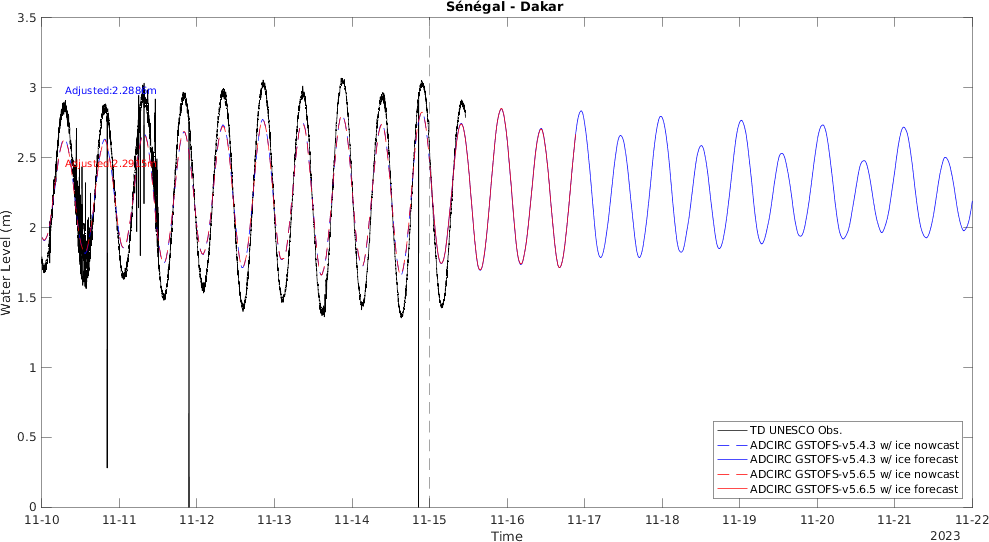 Sénégal - Dakar
3.5
3
2.5
2
1.5
1
0.5
0
Water Level (m)
Adjusted:2.2885m
TD UNESCO Obs.
ADCIRC GSTOFS-v5.4.3 w/ ice nowcast
ADCIRC GSTOFS-v5.4.3 w/ ice forecast
ADCIRC GSTOFS-v5.6.5 w/ ice nowcast
ADCIRC GSTOFS-v5.6.5 w/ ice forecast
11-10 11-11 11-12 11-13 11-14 11-15 11-16 11-17 11-18 11-19 11-20 11-21 11-22
Time
2023